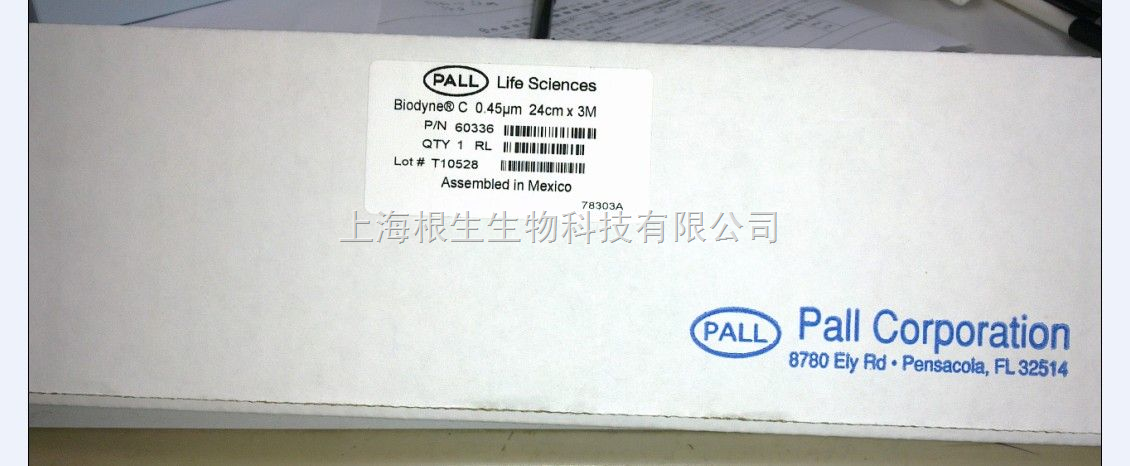 PALL Life Sciences
Biodyne® C 0.45µm 24cm x 3M
P/N 60336
QTY 1 RL
Lot # T10528
Assembled in Mexico
78303A
上海根生生物科技有限公司
PALL Pall Corporation
8780 Ely Rd • Pensacola, FL 32514